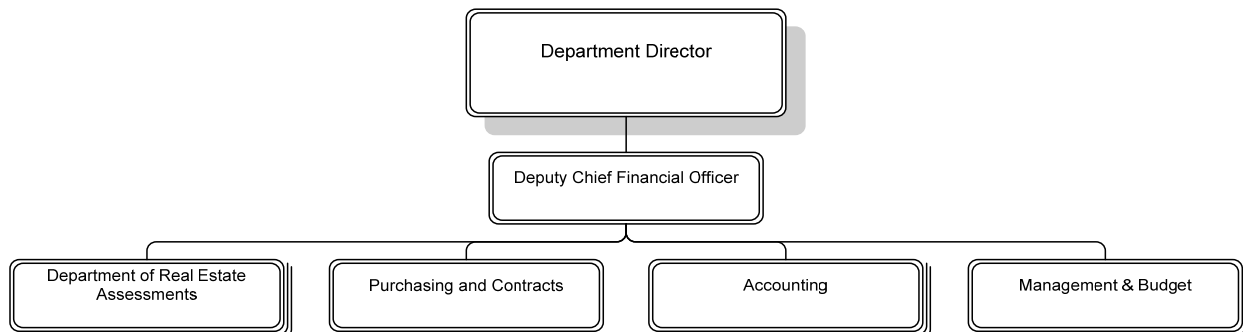 Department Director
Deputy Chief Financial Officer
Department of Real Estate
Assessments
Purchasing and Contracts
Accounting
Management & Budget